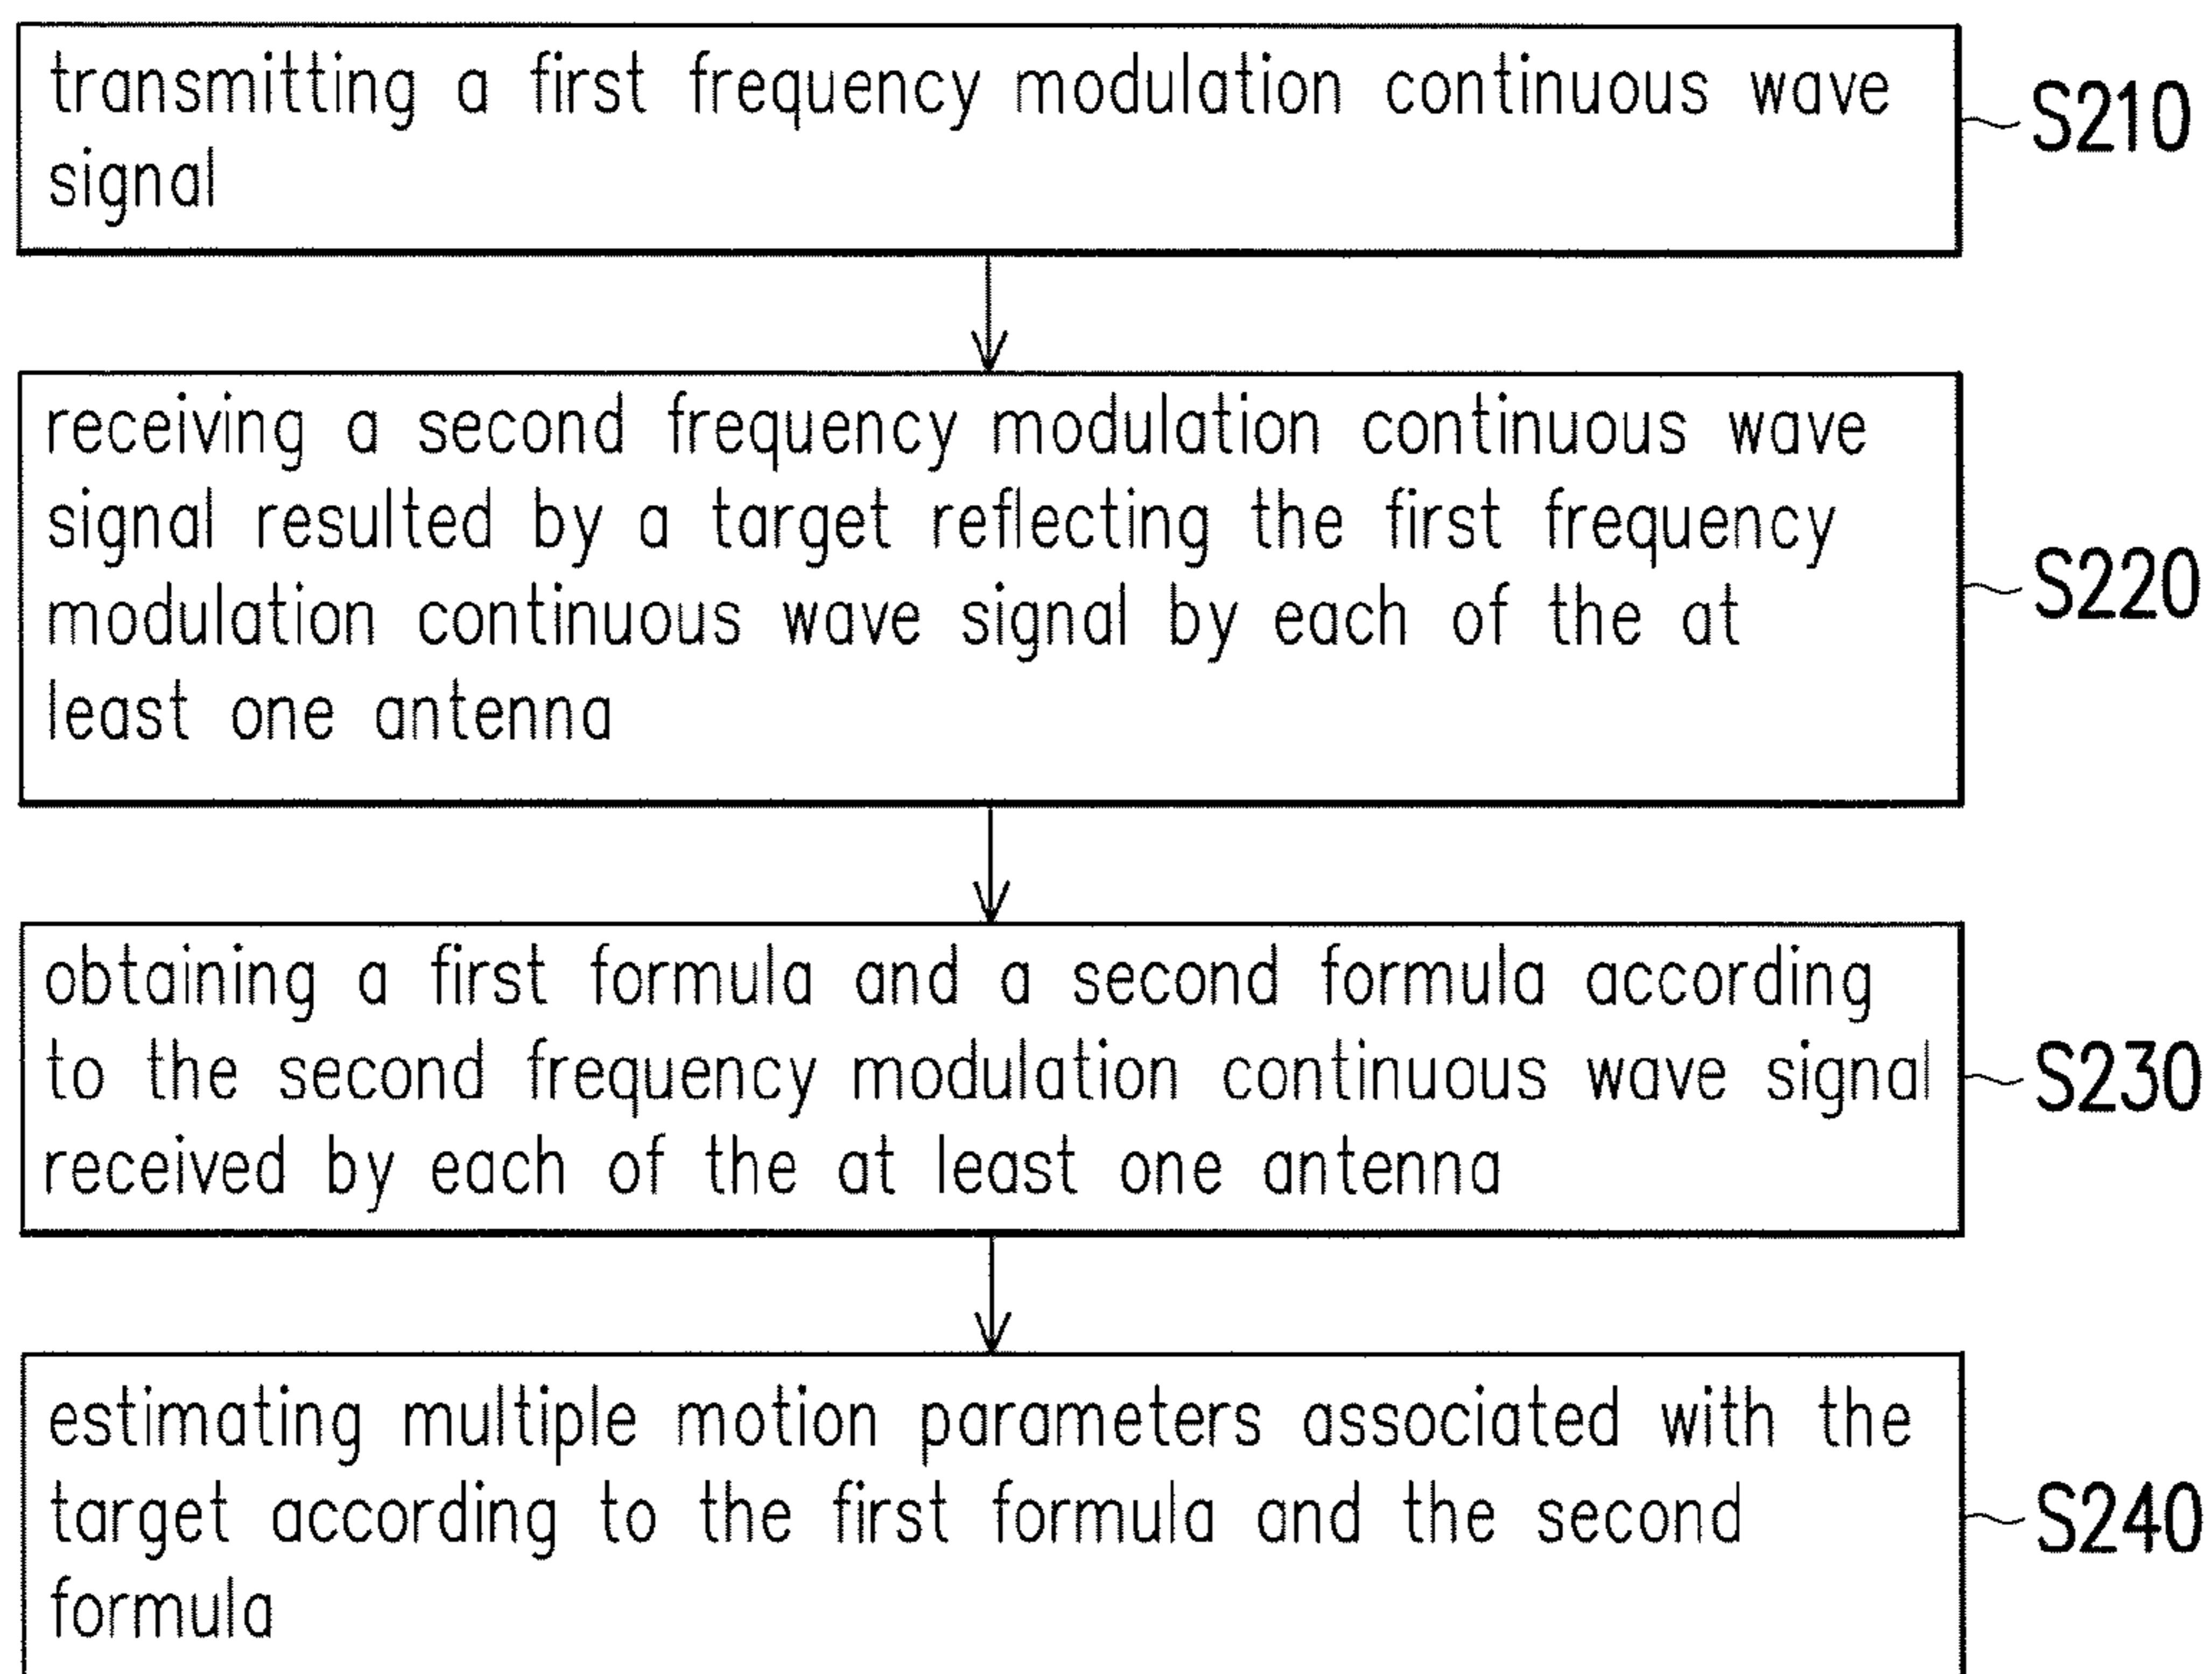 transmitting a first frequency modulation continuous wave
signal
S210
receiving a second frequency modulation continuous wave
signal resulted by a target reflecting the first frequency
modulation continuous wave signal by each of the at
least one antenna
S220
obtaining a first formula and a second formula according
to the second frequency modulation continuous wave signal
received by each of the at least one antenna
S230
estimating multiple motion parameters associated with the
target according to the first formula and the second
formula
S240